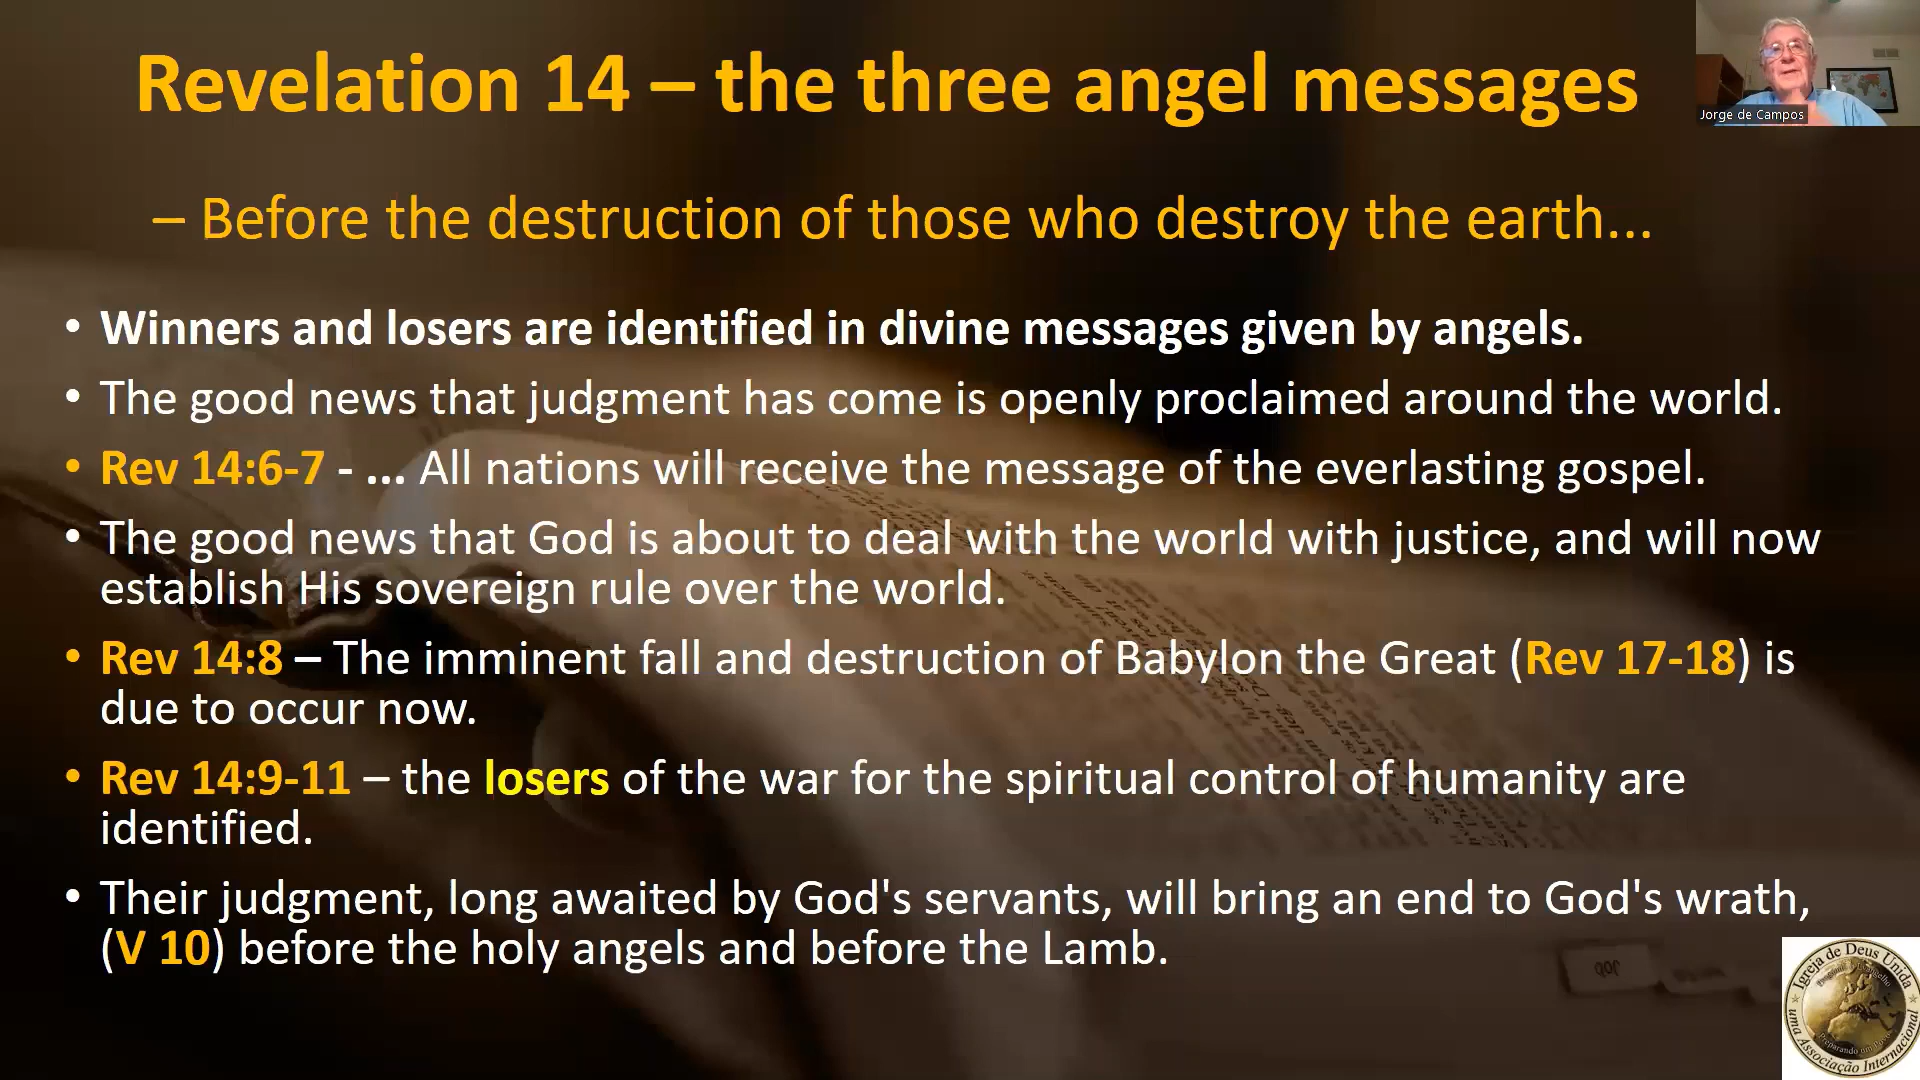 Revelation 14 – the three angel messages
Jorge de Campos
– Before the destruction of those who destroy the earth...
• Winners and losers are identified in divine messages given by angels.
• The good news that judgment has come is openly proclaimed around the world.
• Rev 14:6-7 - ... All nations will receive the message of the everlasting gospel.
• The good news that God is about to deal with the world with justice, and will now
establish His sovereign rule over the world.
• Rev 14:8 – The imminent fall and destruction of Babylon the Great (Rev 17-18) is
due to occur now.
• Rev 14:9-11 – the losers of the war for the spiritual control of humanity are
identified.
• Their judgment, long awaited by God's servants, will bring an end to God's wrath,
(V 10) before the holy angels and before the Lamb.
JOB
Igreja de Deus Unida
uma Associação Internacional